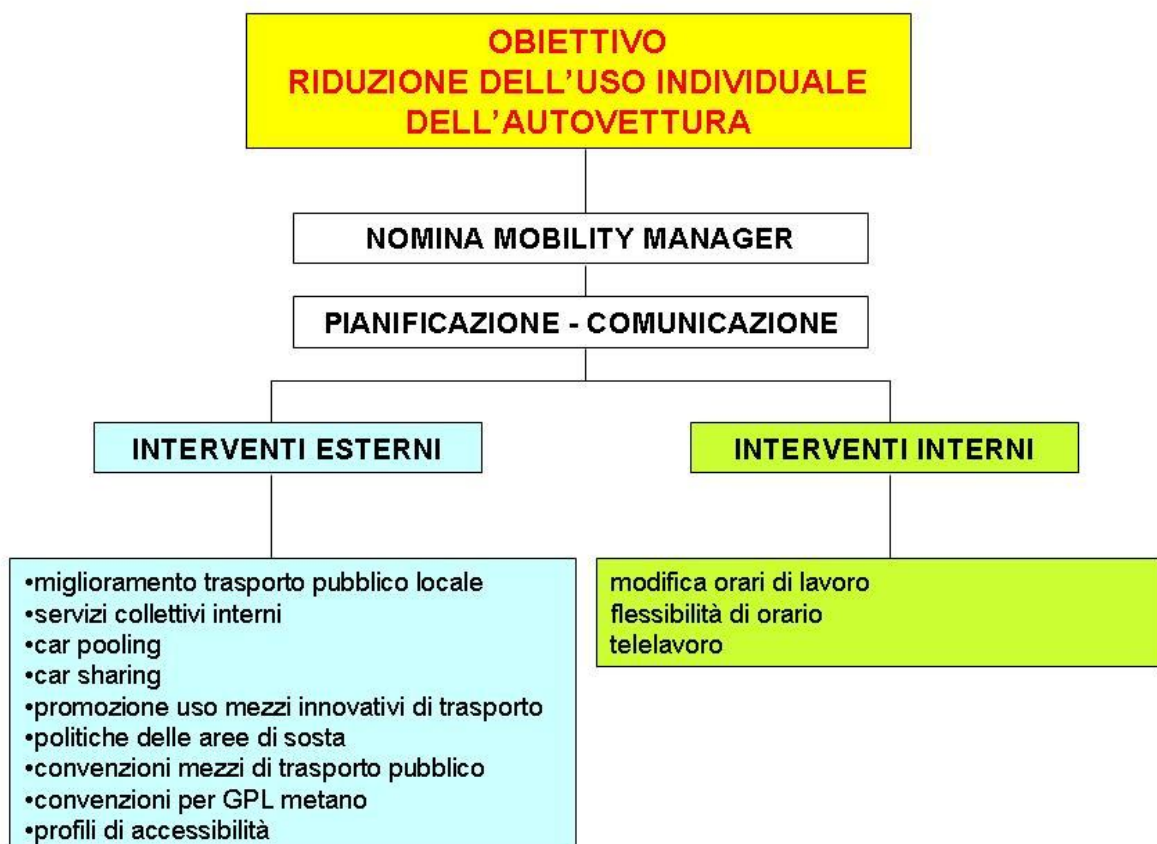 OBIETTIVO
RIDUZIONE DELL'USO INDIVIDUALE
DELL'AUTOVETTURA
NOMINA MOBILITY MANAGER
PIANIFICAZIONE - COMUNICAZIONE
INTERVENTI ESTERNI
INTERVENTI INTERNI
•miglioramento trasporto pubblico locale
•servizi collettivi interni
•car pooling
•car sharing
•promozione uso mezzi innovativi di trasporto
•politiche delle aree di sosta
•convenzioni mezzi di trasporto pubblico
•convenzioni per GPL metano
•profili di accessibilità
modifica orari di lavoro
flessibilità di orario
telelavoro